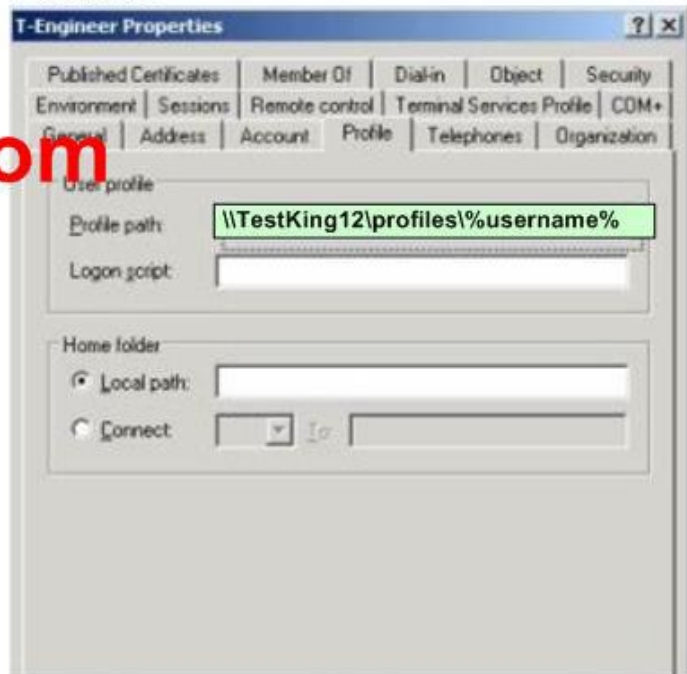 T-Engineer Properties
Published Certificates Member Of Dial-in Object Security
Environment Sessions Remote control Terminal Services Profile COM+
General Address Account Profile Telephones Organization
om
User profile
Profile path: \\TestKing12\profiles\%username%
Logon script:
Home folder
Local path:
Connect: To: